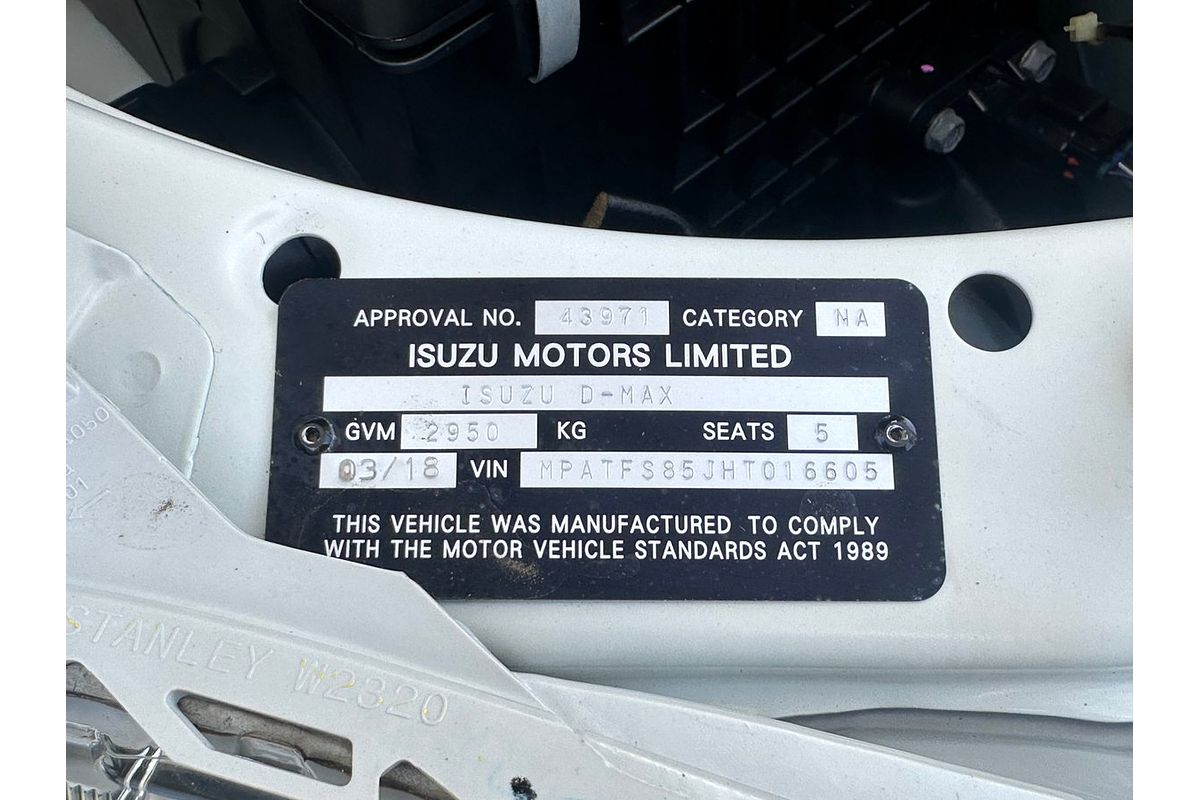 APPROVAL NO. 43971 CATEGORY NA
ISUZU MOTORS LIMITED
ISUZU D-MAX
GVM 2950 KG SEATS 5
03/18 VIN MPATFS85JHT016605
THIS VEHICLE WAS MANUFACTURED TO COMPLY
WITH THE MOTOR VEHICLE STANDARDS ACT 1989
STANLEY W2320